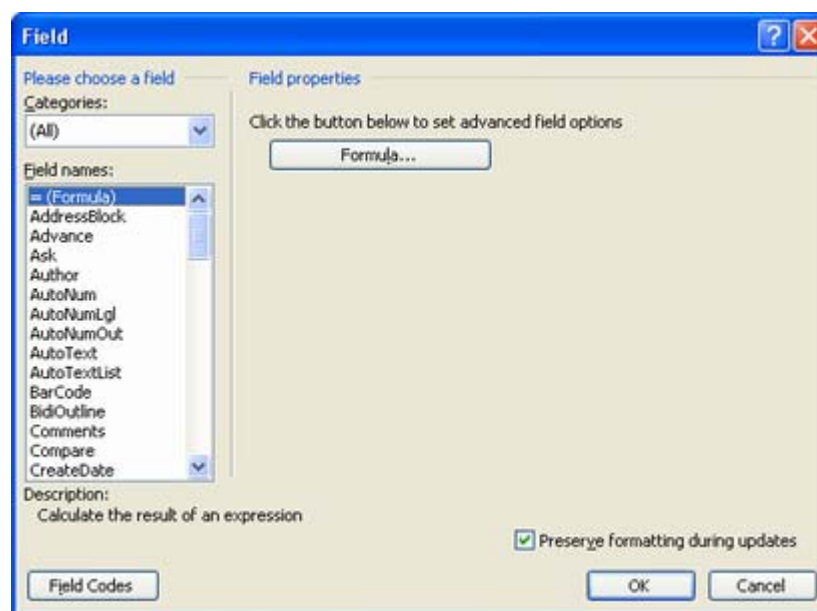 Field
Please choose a field
Categories:
(All)
Field names:
= (Formula)
AddressBlock
Advance
Ask
Author
AutoNum
AutoNumLgl
AutoNumOut
AutoText
AutoTextList
BarCode
BidiOutline
Comments
Compare
CreateDate
Field properties
Click the button below to set advanced field options
Formula...
Description:
Calculate the result of an expression
Preserve formatting during updates
Field Codes
OK
Cancel